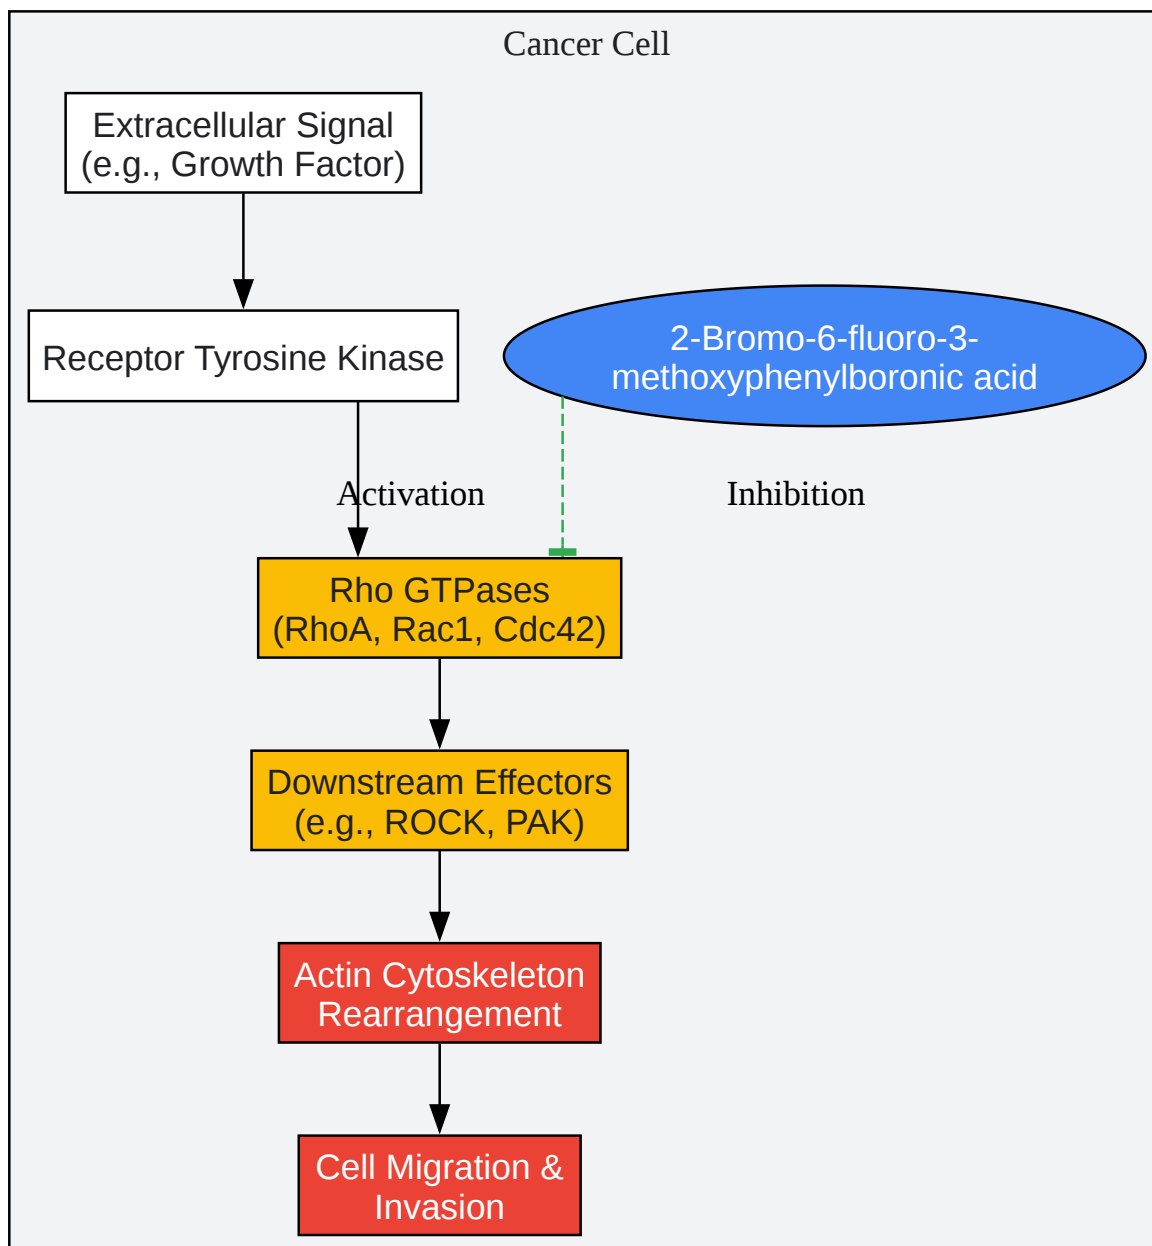 Cancer Cell
Extracellular Signal
(e.g., Growth Factor)
Receptor Tyrosine Kinase
2-Bromo-6-fluoro-3-
methoxyphenylboronic acid
Activation
Inhibition
Rho GTPases
(RhoA, Rac1, Cdc42)
Downstream Effectors
(e.g., ROCK, PAK)
Actin Cytoskeleton
Rearrangement
Cell Migration &
Invasion